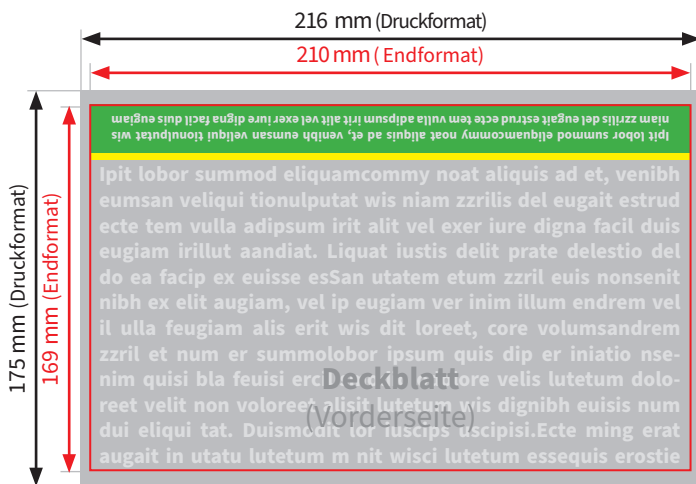 216 mm (Druckformat)
210 mm ( Endformat)
175 mm (Druckformat)
169 mm (Endformat)
Ipit lobor summod eliquamcommy noat aliquis ad et, venibh eumsan veliqui tionulputat wis
niam zzrilis del eugait estrud ecte tem vulla adipsum irit alit vel exer iure digna facil duis eugiam
Ipit lobor summod eliquamcommy noat aliquis ad et, venibh
eumsan veliqui tionulputat wis niam zzrilis del eugait estrud
ecte tem vulla adipsum irit alit vel exer iure digna facil duis
eugiam irillut aandiat. Liquat iustis delit prate delestio del
do ea facip ex euisse esSan utatem etun zzril euis nonsenit
nibh ex elit augiam, vel ip eugiam ver inim illum endrem vel
il ulla feugiam alis erit wis dit loreet, core volumsandrem
zzril et num er summolobor ipsum quis dip er iniatio nse-
nim quisi bla feuisi velis lutetum dolo-
reet velit non voloreet alisit lutetum wis dignibh euisis num
dui eliqui tat. Duismodit lor uscipisi.Ecte ming erat
augait in utatu lutetum m nit wisci lutetum essequis erostie
Deckblatt
(Vorderseite)